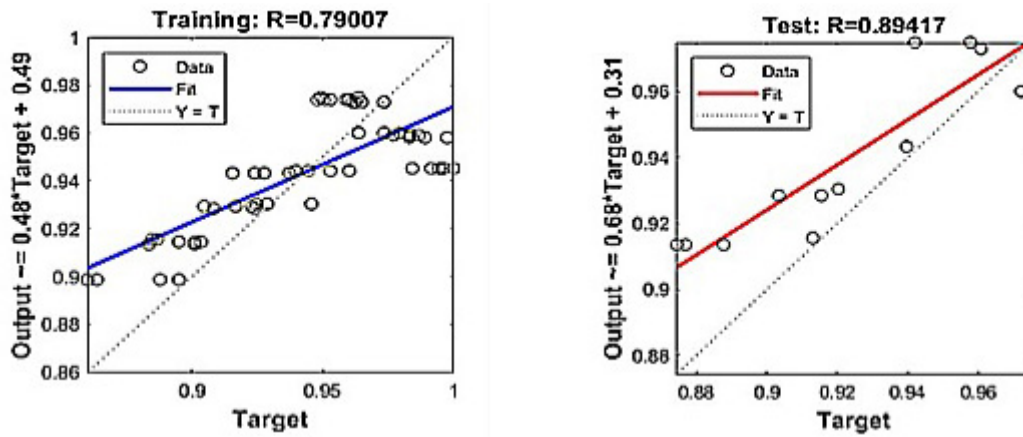 Training: R=0.79007
Output ~= 0.48*Target + 0.49
1
0.98
0.96
0.94
0.92
0.9
0.88
0.86
Data
Fit
Y = T
0.9
0.95
1
Target
Test: R=0.89417
Output ~= 0.68*Target + 0.31
0.96
0.94
0.92
0.9
0.88
Data
Fit
Y = T
0.88
0.9
0.92
0.94
0.96
Target